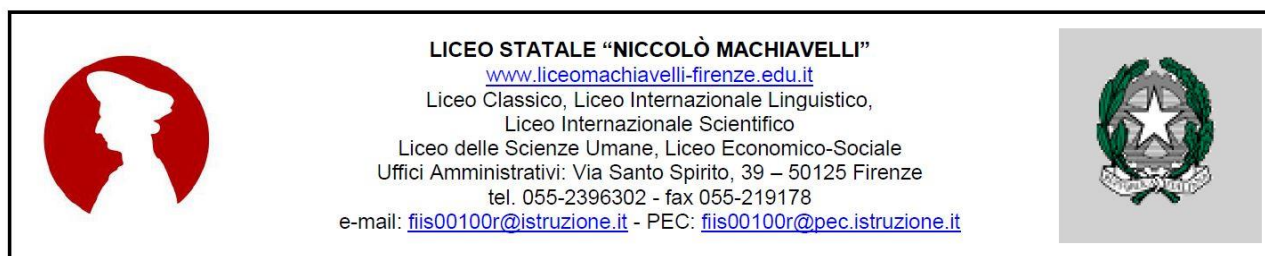 LICEO STATALE “NICCOLÒ MACHIAVELLI”
www.liceomachiavelli-firenze.edu.it
Liceo Classico, Liceo Internazionale Linguistico,
Liceo Internazionale Scientifico
Liceo delle Scienze Umane, Liceo Economico-Sociale
Uffici Amministrativi: Via Santo Spirito, 39 – 50125 Firenze
tel. 055-2396302 - fax 055-219178
e-mail: fiis00100r@istruzione.it - PEC: fiis00100r@pec.istruzione.it